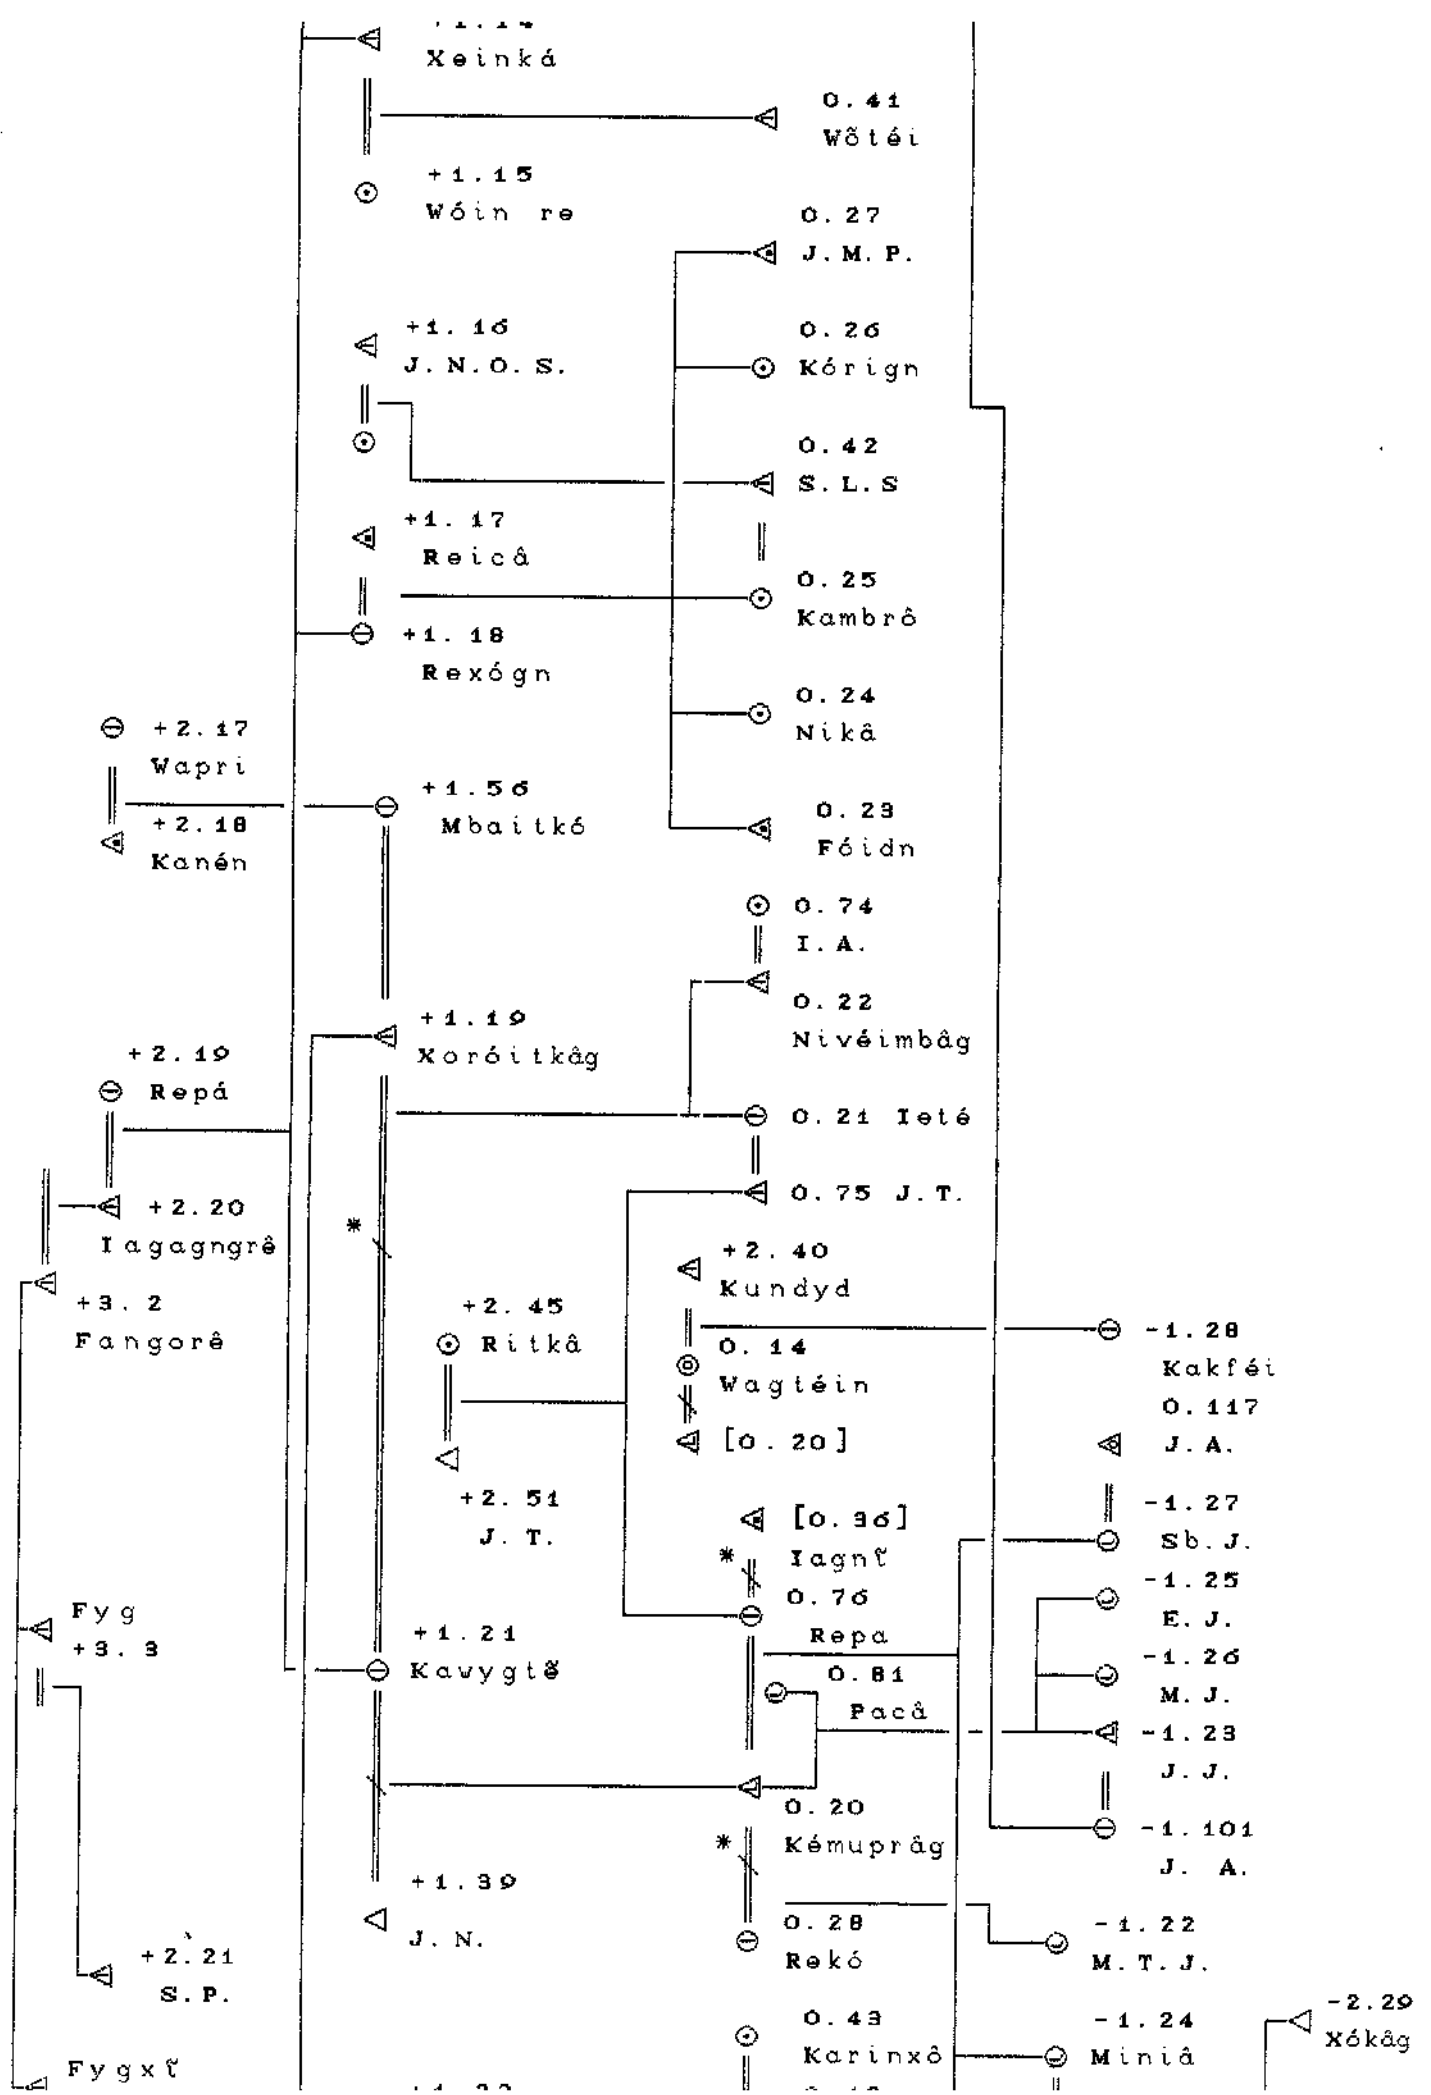 +1.14
Xeinká
0.41
Wõtéi
+1.15
Wóin re
0.27
J.M.P.
+1.16
J.N.O.S.
0.26
Kórign
0.42
S.L.S
+1.17
Reicâ
0.25
Kambrô
+1.18
Rexógn
0.24
Nikâ
+2.17
Wapri
+1.56
Mbaitkó
+2.18
Kanén
0.23
Fóidn
0.74
I.A.
0.22
Nivéimbâg
+1.19
Xoróitkâg
+2.19
Repá
0.21 Ieté
0.75 J.T.
+2.20
Iagagngrê
*
+2.40
Kundyd
+3.2
Fangorê
+2.45
Ritkâ
-1.28
Kakféi
0.14
Wagtéin
0.117
J.A.
[0.20]
+2.51
J.T.
-1.27
Sb.J.
[0.36]
Iagnĩ
*
-1.25
E.J.
0.76
Repa
Fyg
+3.3
+1.21
Kawygtẽ
-1.26
M.J.
0.81
Pacâ
-1.23
J.J.
0.20
Kémuprâg
*
-1.101
J. A.
+1.39
J.N.
0.28
Rekó
-1.22
M.T.J.
+2.21
S.P.
0.43
Karinxô
-1.24
Miniâ
-2.29
Xókâg
Fygxĩ